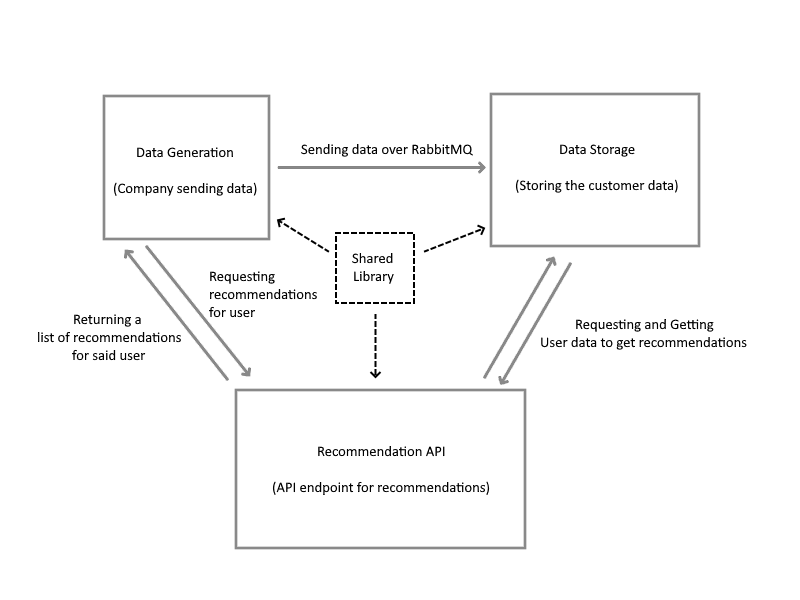 Data Generation
(Company sending data)
Sending data over RabbitMQ
Data Storage
(Storing the customer data)
Shared
Library
Requesting
recommendations
for user
Returning a
list of recommendations
for said user
Requesting and Getting
User data to get recommendations
Recommendation API
(API endpoint for recommendations)